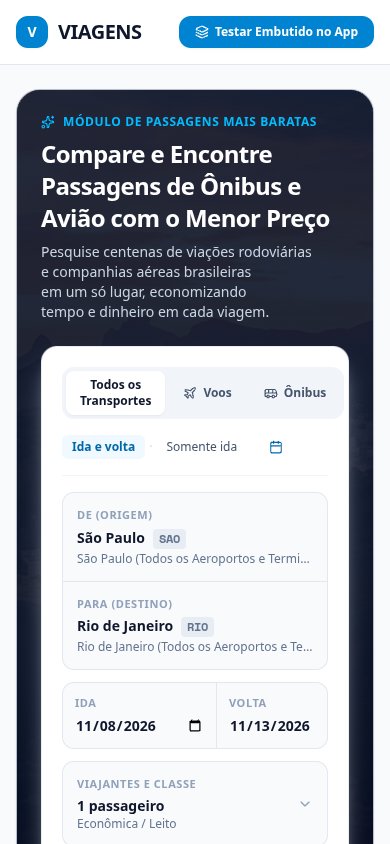 V VIAGENS Testar Embutido no App
MÓDULO DE PASSAGENS MAIS BARATAS
Compare e Encontre
Passagens de Ônibus e
Avião com o Menor Preço
Pesquise centenas de viações rodoviárias
e companhias aéreas brasileiras
em um só lugar, economizando
tempo e dinheiro em cada viagem.
Todos os
Transportes
Voos
Ônibus
Ida e volta · Somente ida
DE (ORIGEM)
São Paulo SAO
São Paulo (Todos os Aeroportos e Termi...
PARA (DESTINO)
Rio de Janeiro RIO
Rio de Janeiro (Todos os Aeroportos e Te...
IDA
11/08/2026
VOLTA
11/13/2026
VIAJANTES E CLASSE
1 passageiro
Econômica / Leito